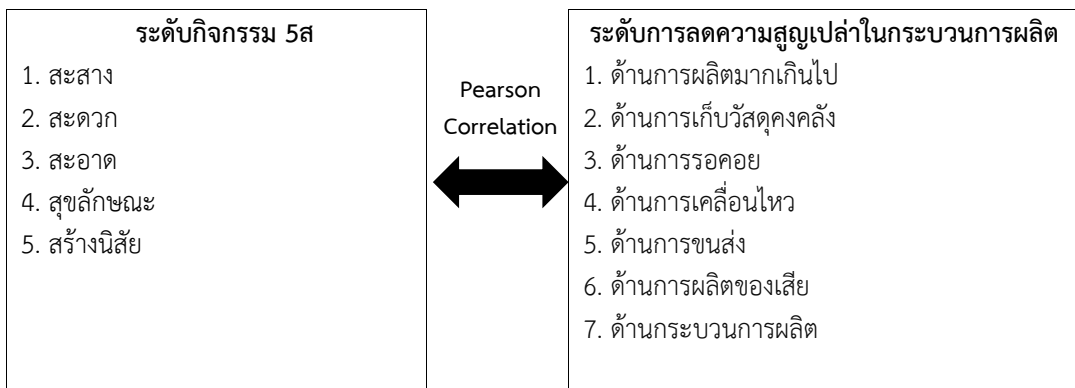 ระดับกิจกรรม 5ส
1. สะสาง
2. สะดวก
3. สะอาด
4. สุขลักษณะ
5. สร้างนิสัย
Pearson
Correlation
ระดับการลดความสูญเปล่าในกระบวนการผลิต
1. ด้านการผลิตมากเกินไป
2. ด้านการเก็บวัสดุคงคลัง
3. ด้านการรอคอย
4. ด้านการเคลื่อนไหว
5. ด้านการขนส่ง
6. ด้านการผลิตของเสีย
7. ด้านกระบวนการผลิต